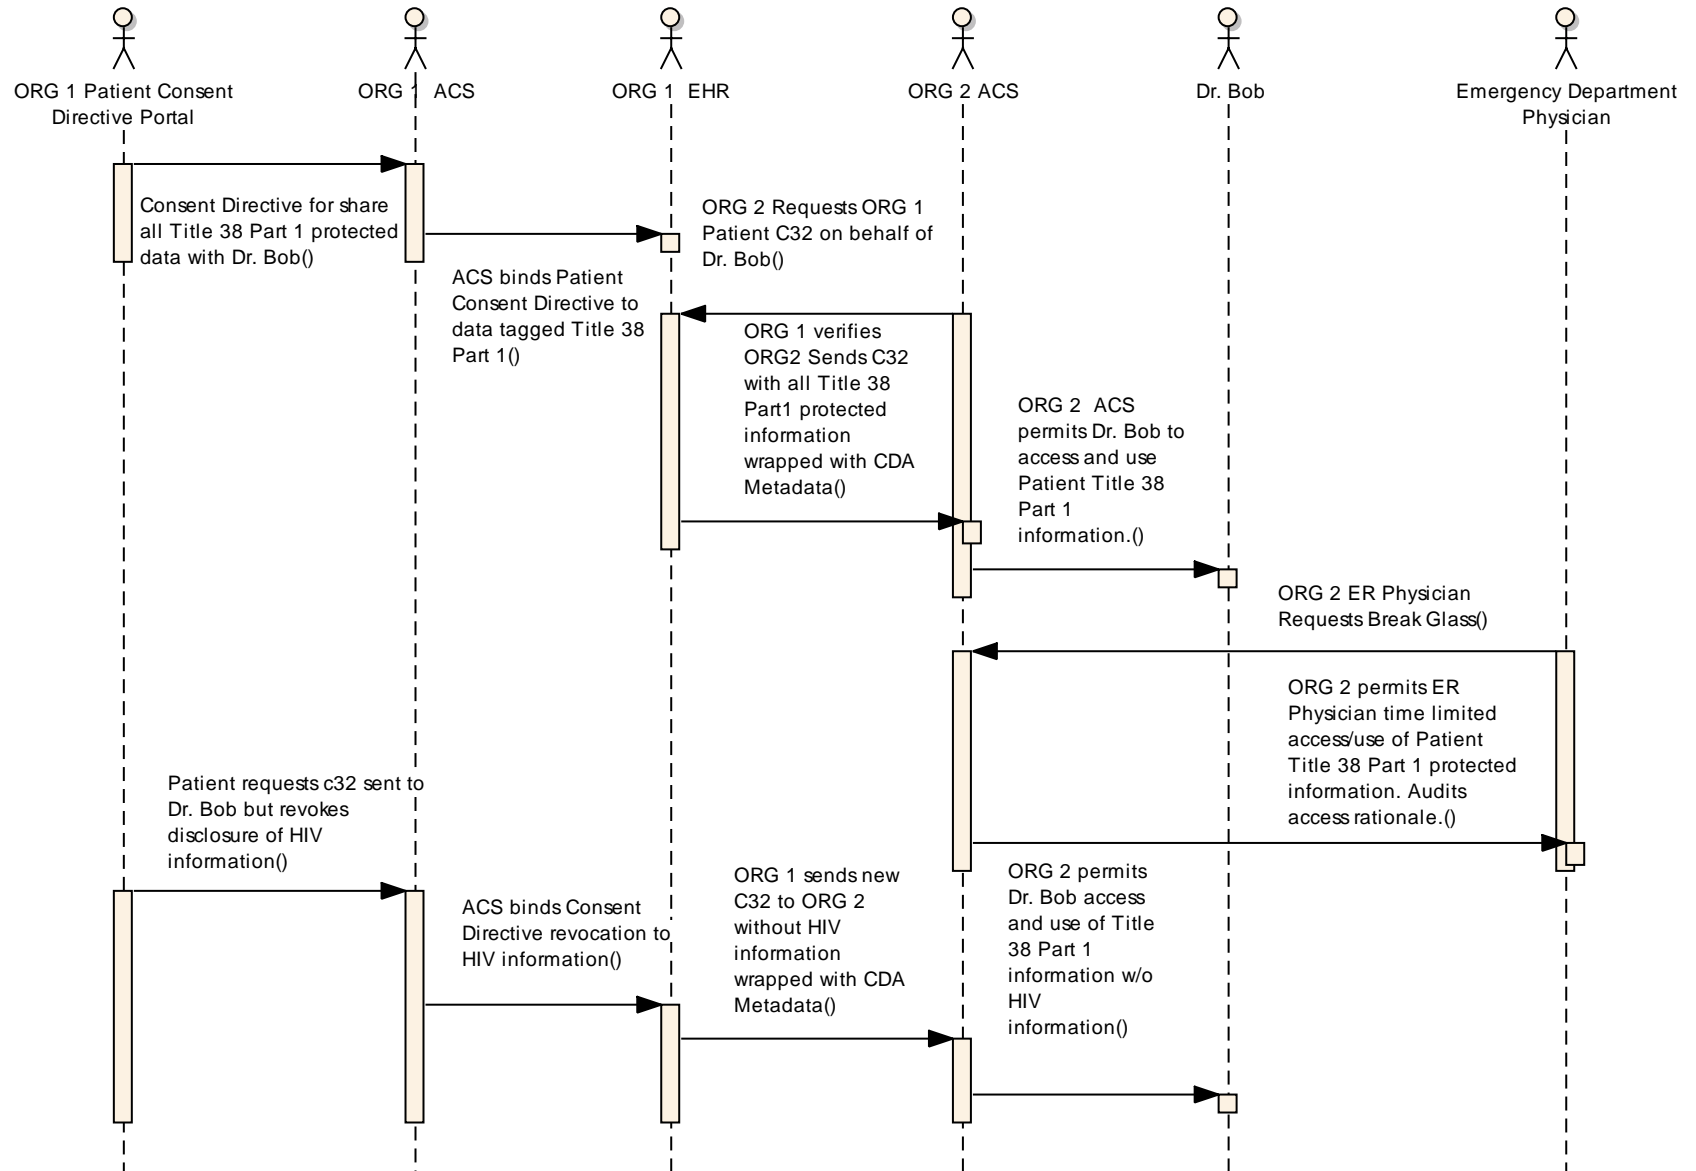 ORG 1 Patient Consent
Directive Portal
ORG 1 ACS
ORG 1 EHR
ORG 2 ACS
Dr. Bob
Emergency Department
Physician
Consent Directive for share
all Title 38 Part 1 protected
data with Dr. Bob()
ORG 2 Requests ORG 1
Patient C32 on behalf of
Dr. Bob()
ACS binds Patient
Consent Directive to
data tagged Title 38
Part 1()
ORG 1 verifies
ORG2 Sends C32
with all Title 38
Part1 protected
information
wrapped with CDA
Metadata()
ORG 2 ACS
permits Dr. Bob to
access and use
Patient Title 38
Part 1
information.()
ORG 2 ER Physician
Requests Break Glass()
ORG 2 permits ER
Physician time limited
access/use of Patient
Title 38 Part 1 protected
information. Audits
access rationale.()
Patient requests c32 sent to
Dr. Bob but revokes
disclosure of HIV
information()
ACS binds Consent
Directive revocation to
HIV information()
ORG 1 sends new
C32 to ORG 2
without HIV
information
wrapped with CDA
Metadata()
ORG 2 permits
Dr. Bob access
and use of Title
38 Part 1
information w/o
HIV
information()